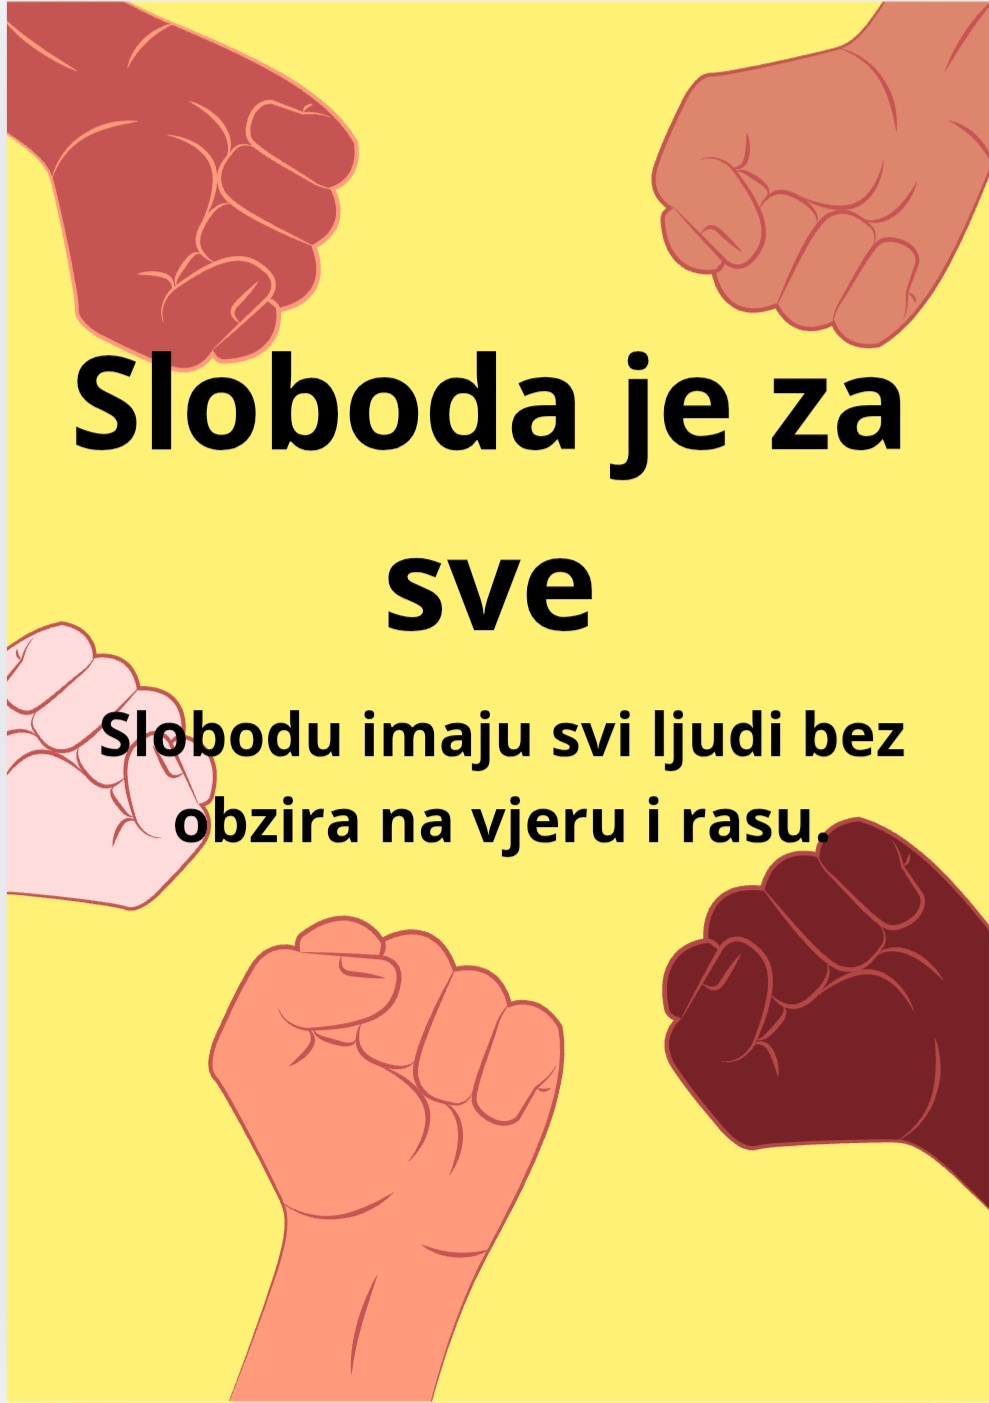 Sloboda je za
sve
Slobodu imaju svi ljudi bez
obzira na vjeru i rasu.